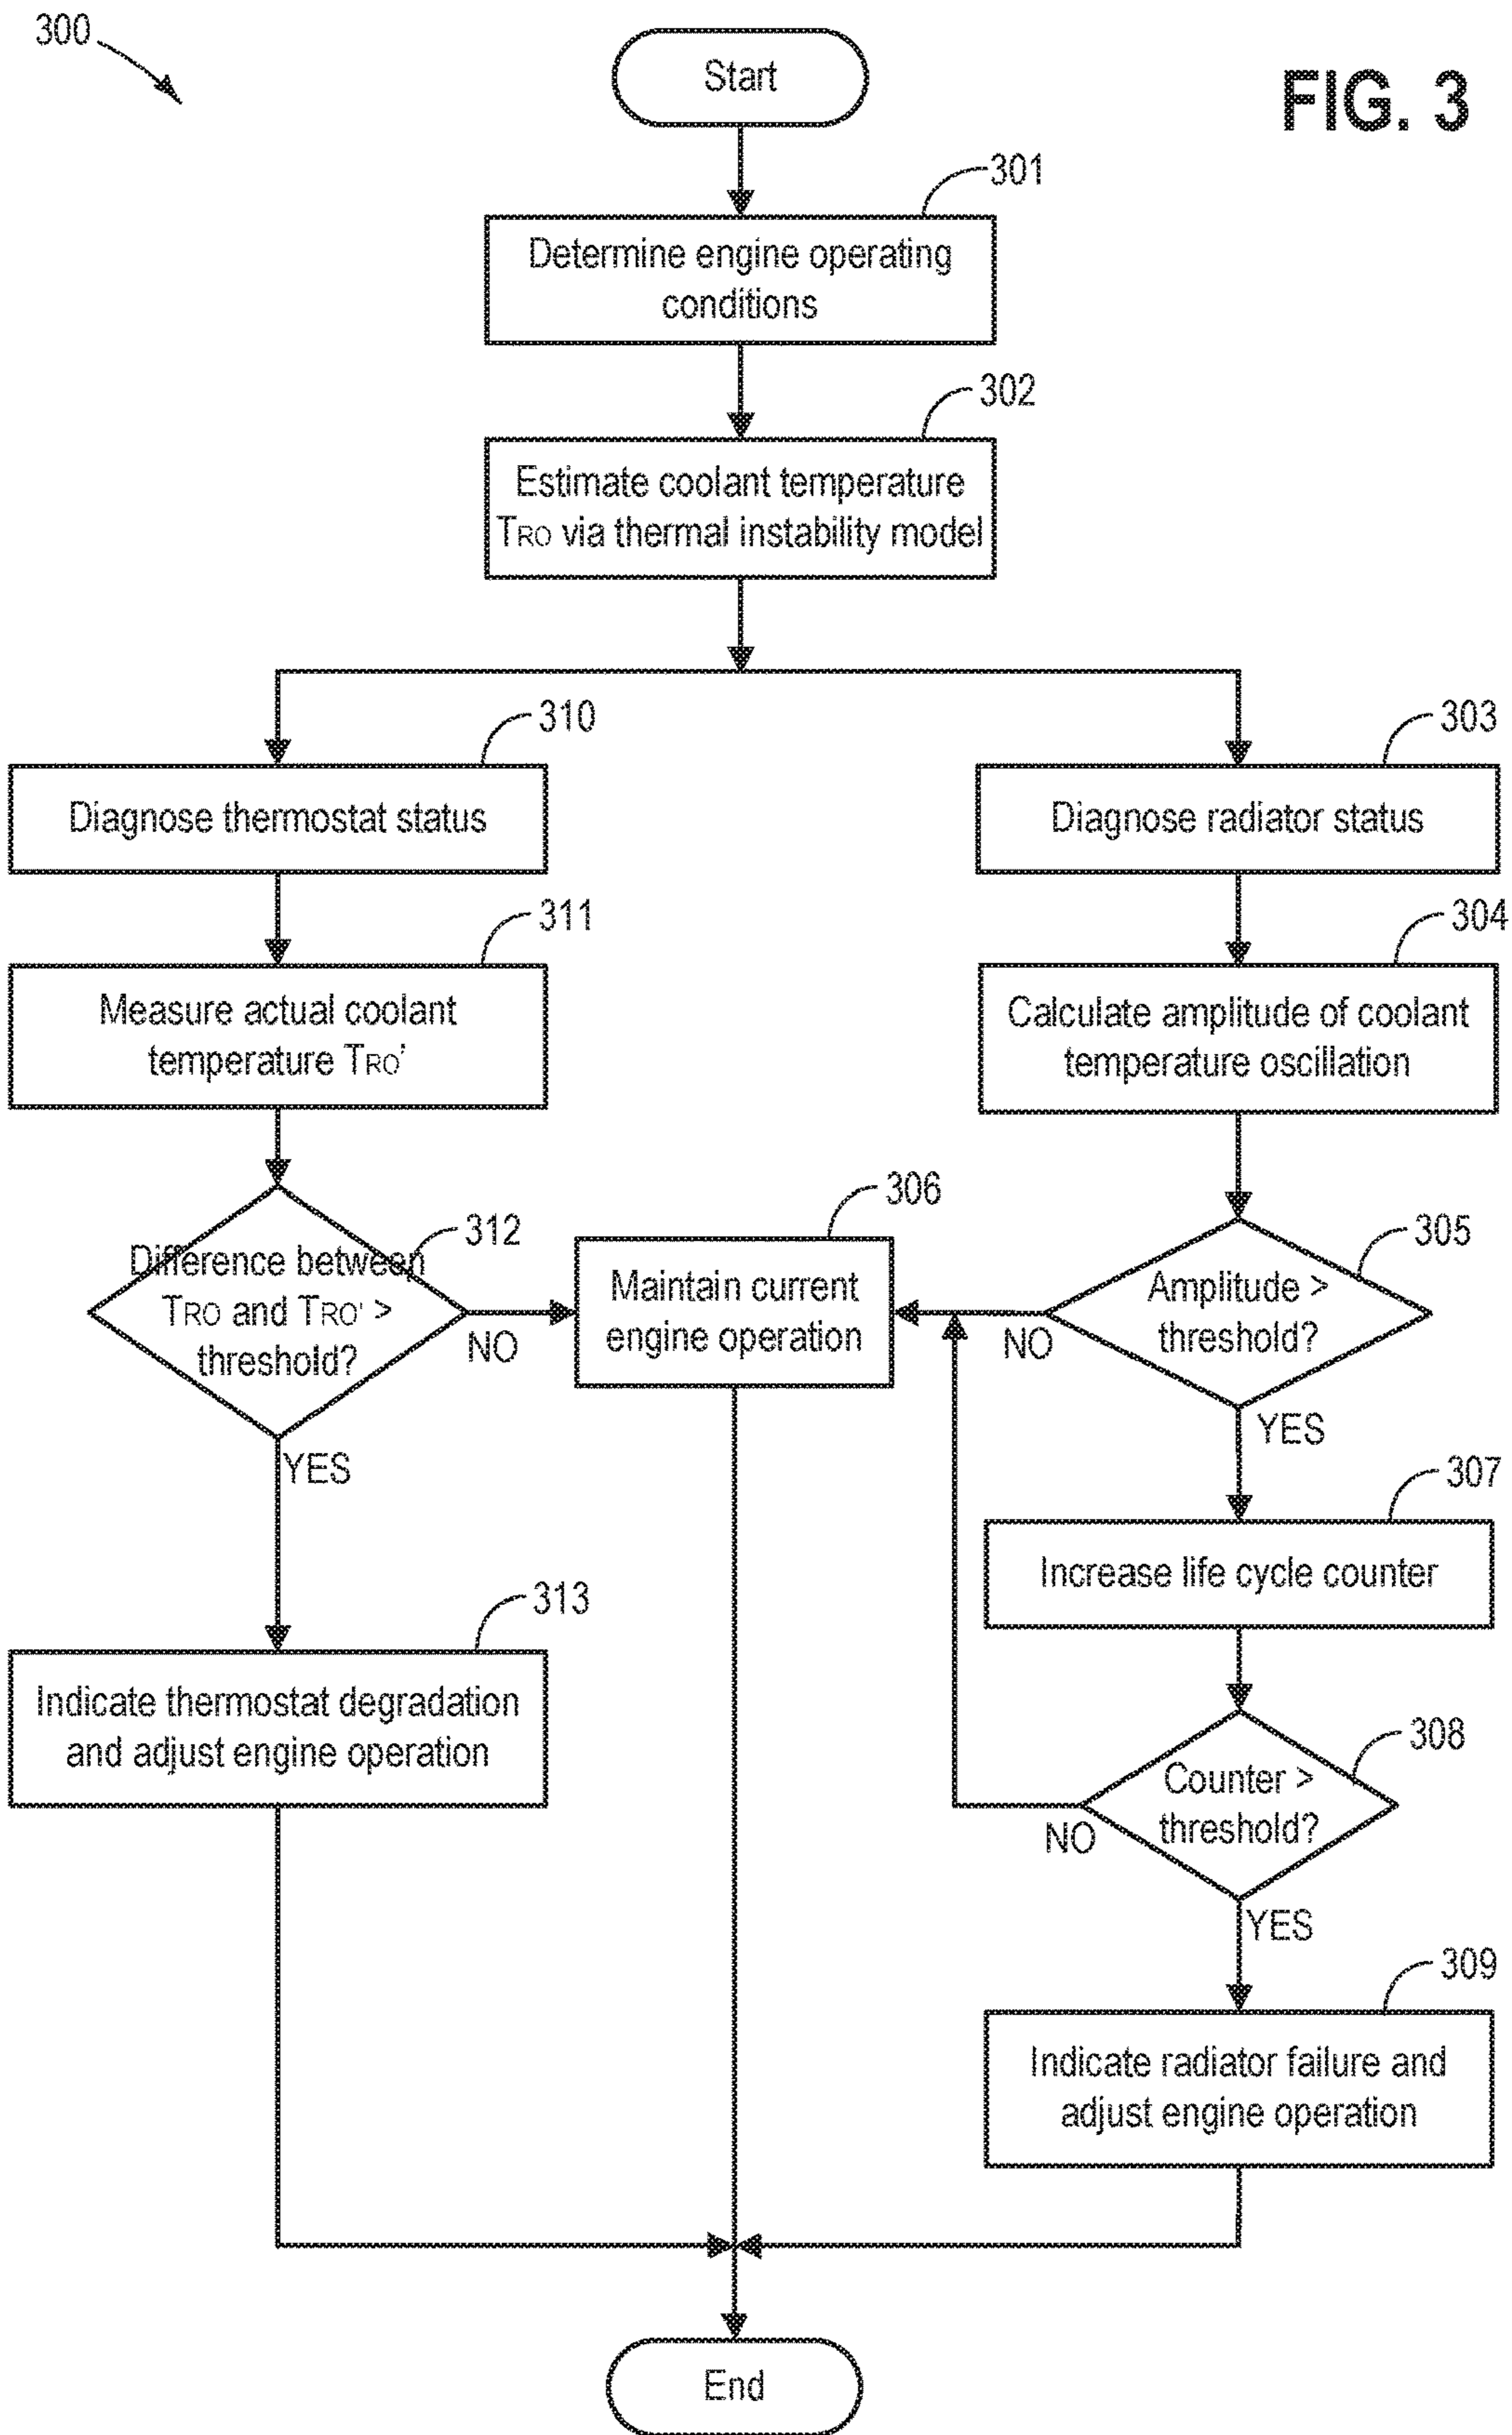 300
FIG. 3
Start
301
Determine engine operating
conditions
302
Estimate coolant temperature
TRO via thermal instability model
310
Diagnose thermostat status
303
Diagnose radiator status
311
Measure actual coolant
temperature TRO'
304
Calculate amplitude of coolant
temperature oscillation
312
Difference between
TRO and TRO' >
threshold?
NO
YES
306
Maintain current
engine operation
305
Amplitude >
threshold?
NO
YES
307
Increase life cycle counter
313
Indicate thermostat degradation
and adjust engine operation
308
Counter >
threshold?
NO
YES
309
Indicate radiator failure and
adjust engine operation
End